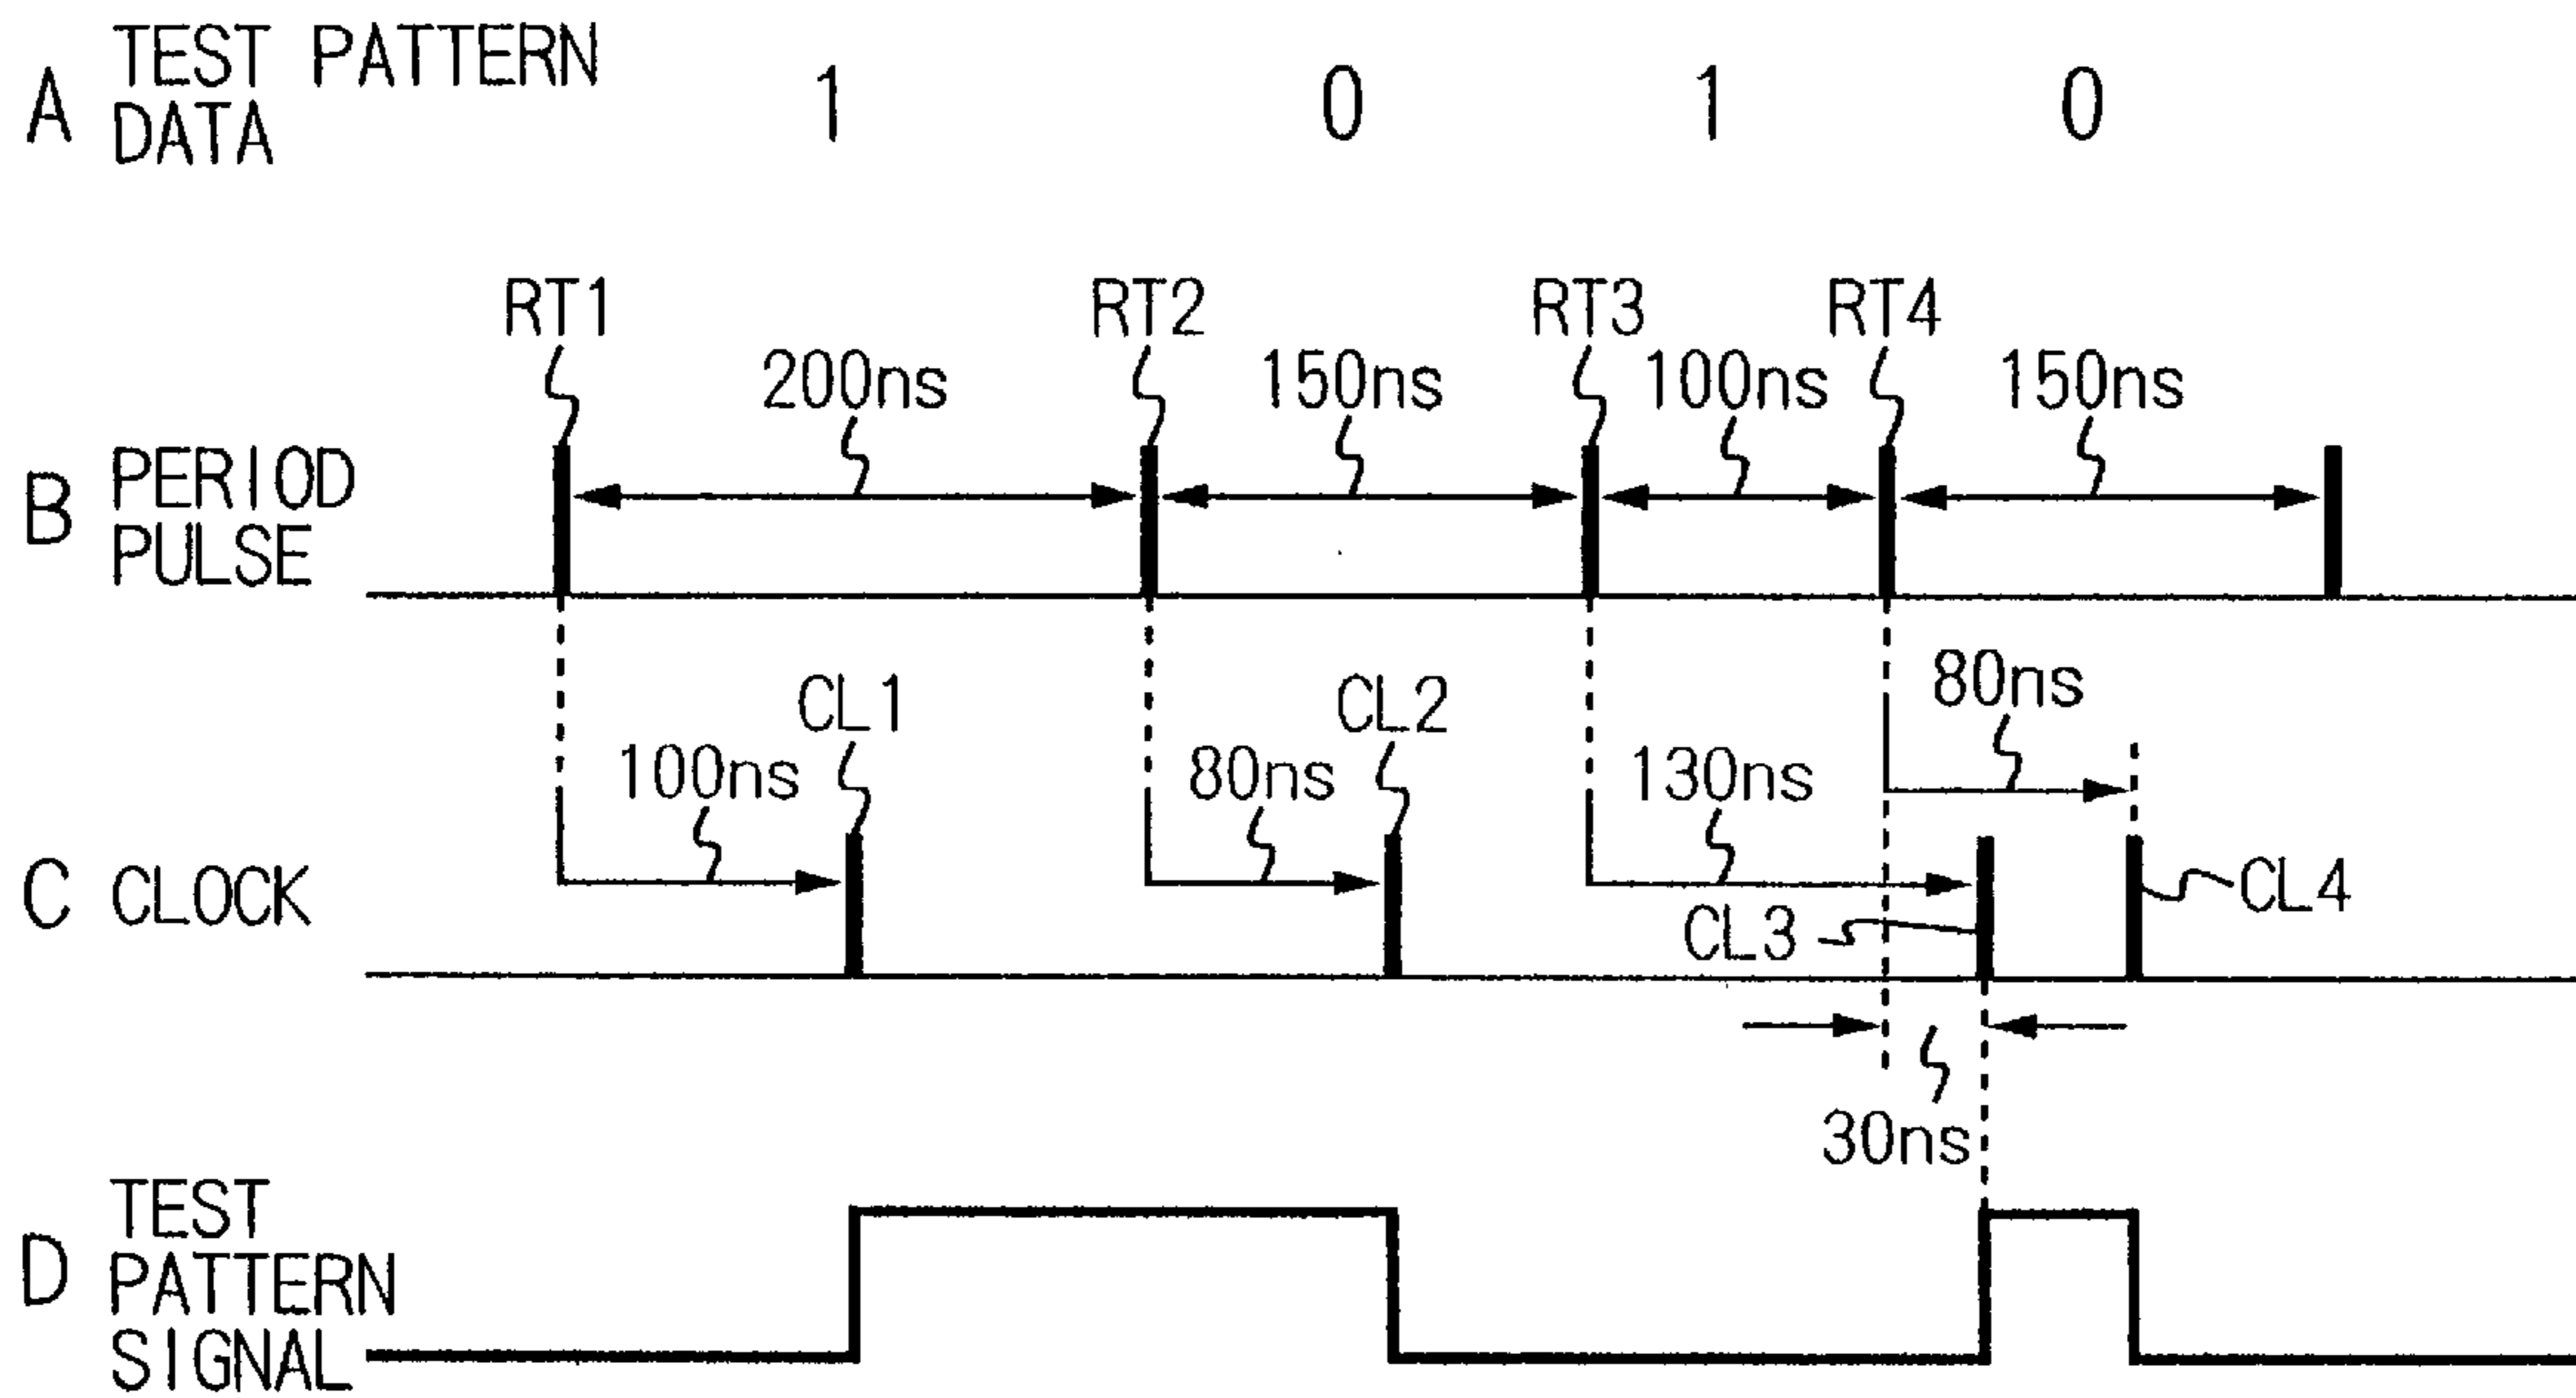 A TEST PATTERN
DATA
1 0 1 0
RT1 RT2 RT3 RT4
200ns 150ns 100ns 150ns
B PERIOD
PULSE
80ns
CL1 CL2
100ns 80ns 130ns
C CLOCK
CL4
CL3
30ns
D TEST
PATTERN
SIGNAL